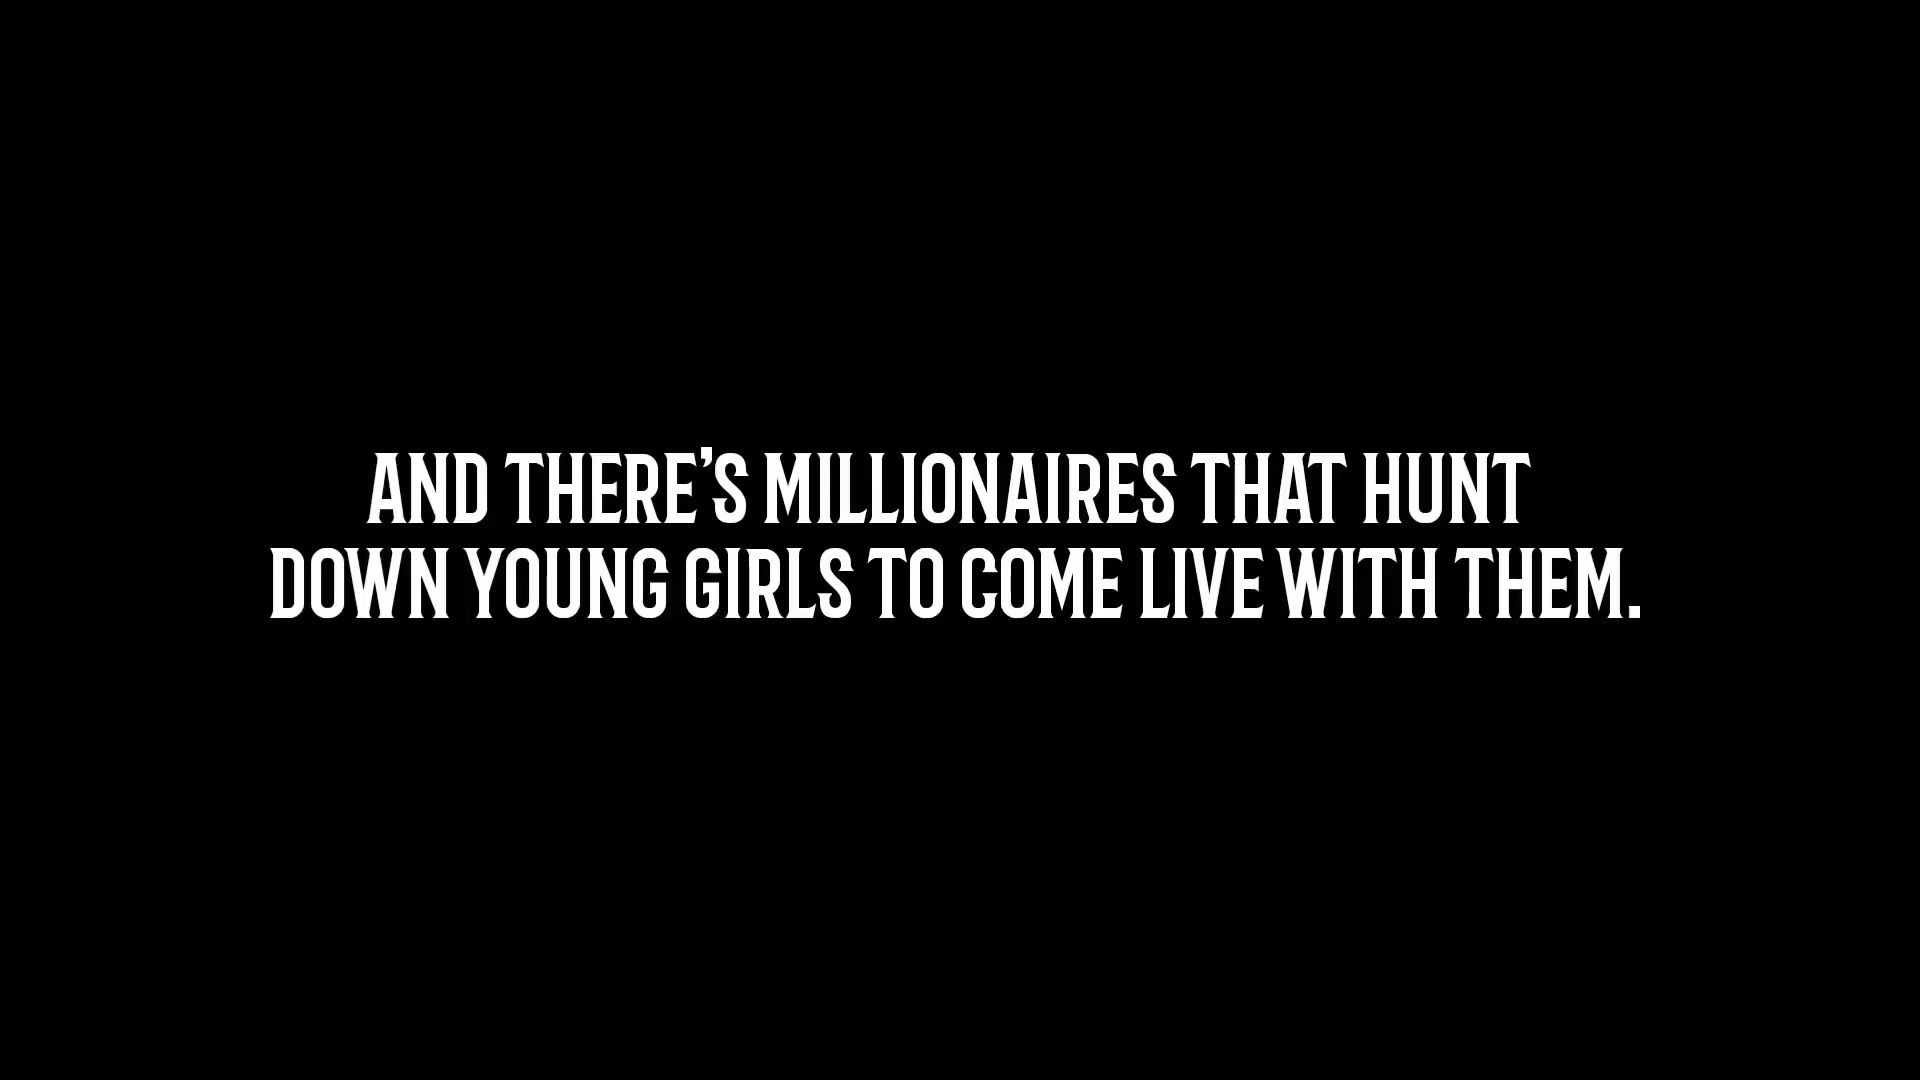 AND THERE'S MILLIONAIRES THAT HUNT
DOWN YOUNG GIRLS TO COME LIVE WITH THEM.